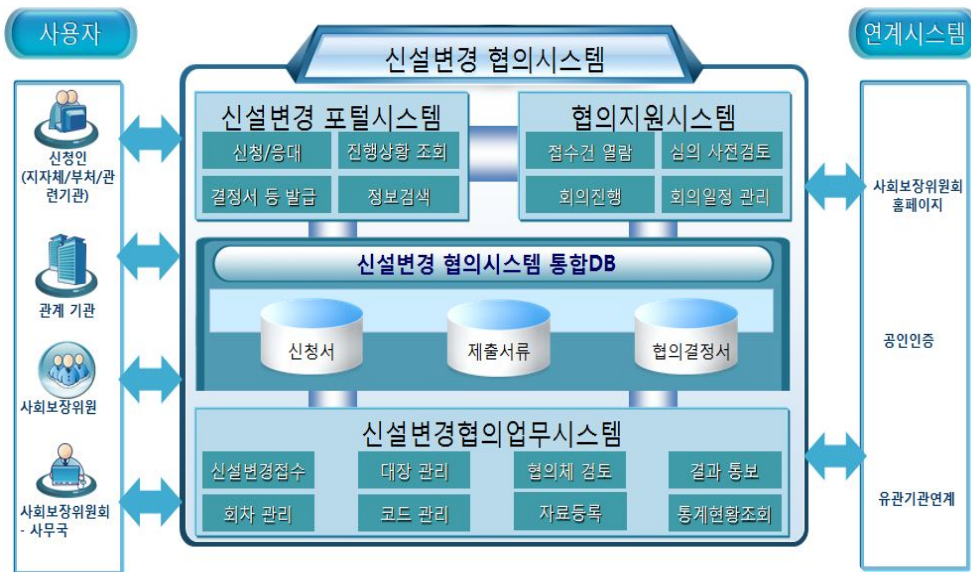 사용자
연계시스템
신설변경 협의시스템
신청인
(지자체/부처/관
련기관)
관계 기관
사회보장위원
사회보장위원회
- 사무국
신설변경 포털시스템
신청/응대
진행상황 조회
결정서 등 발급
정보검색
협의지원시스템
접수건 열람
심의 사전검토
회의진행
회의일정 관리
신설변경 협의시스템 통합DB
신청서
제출서류
협의결정서
신설변경협의업무시스템
신설변경접수
대장 관리
협의체 검토
결과 통보
회차 관리
코드 관리
자료등록
통계현황조회
사회보장위원회
홈페이지
공인인증
유관기관연계